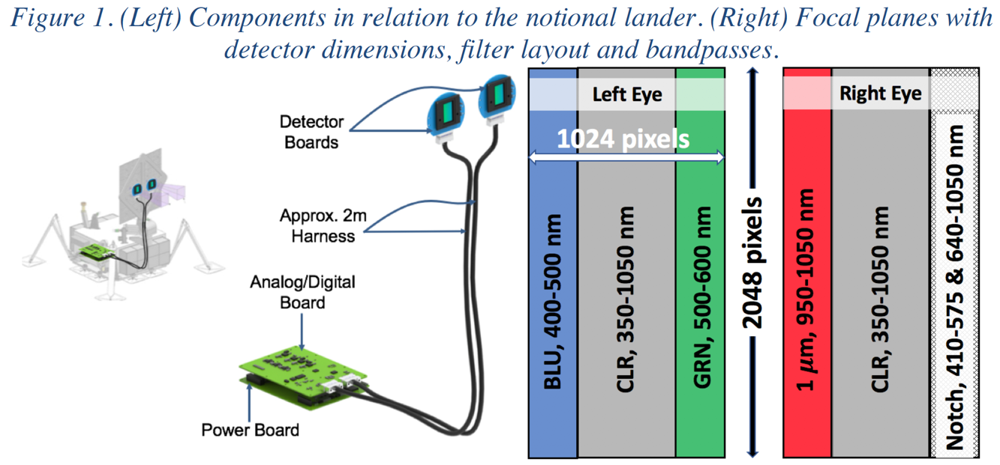 Figure 1. (Left) Components in relation to the notional lander. (Right) Focal planes with
detector dimensions, filter layout and bandpasses.
Detector
Boards
Approx. 2m
Harness
Analog/Digital
Board
Power Board
Left Eye
1024 pixels
BLU, 400-500 nm
CLR, 350-1050 nm
GRN, 500-600 nm
2048 pixels
Right Eye
1 μm, 950-1050 nm
CLR, 350-1050 nm
Notch, 410-575 & 640-1050 nm